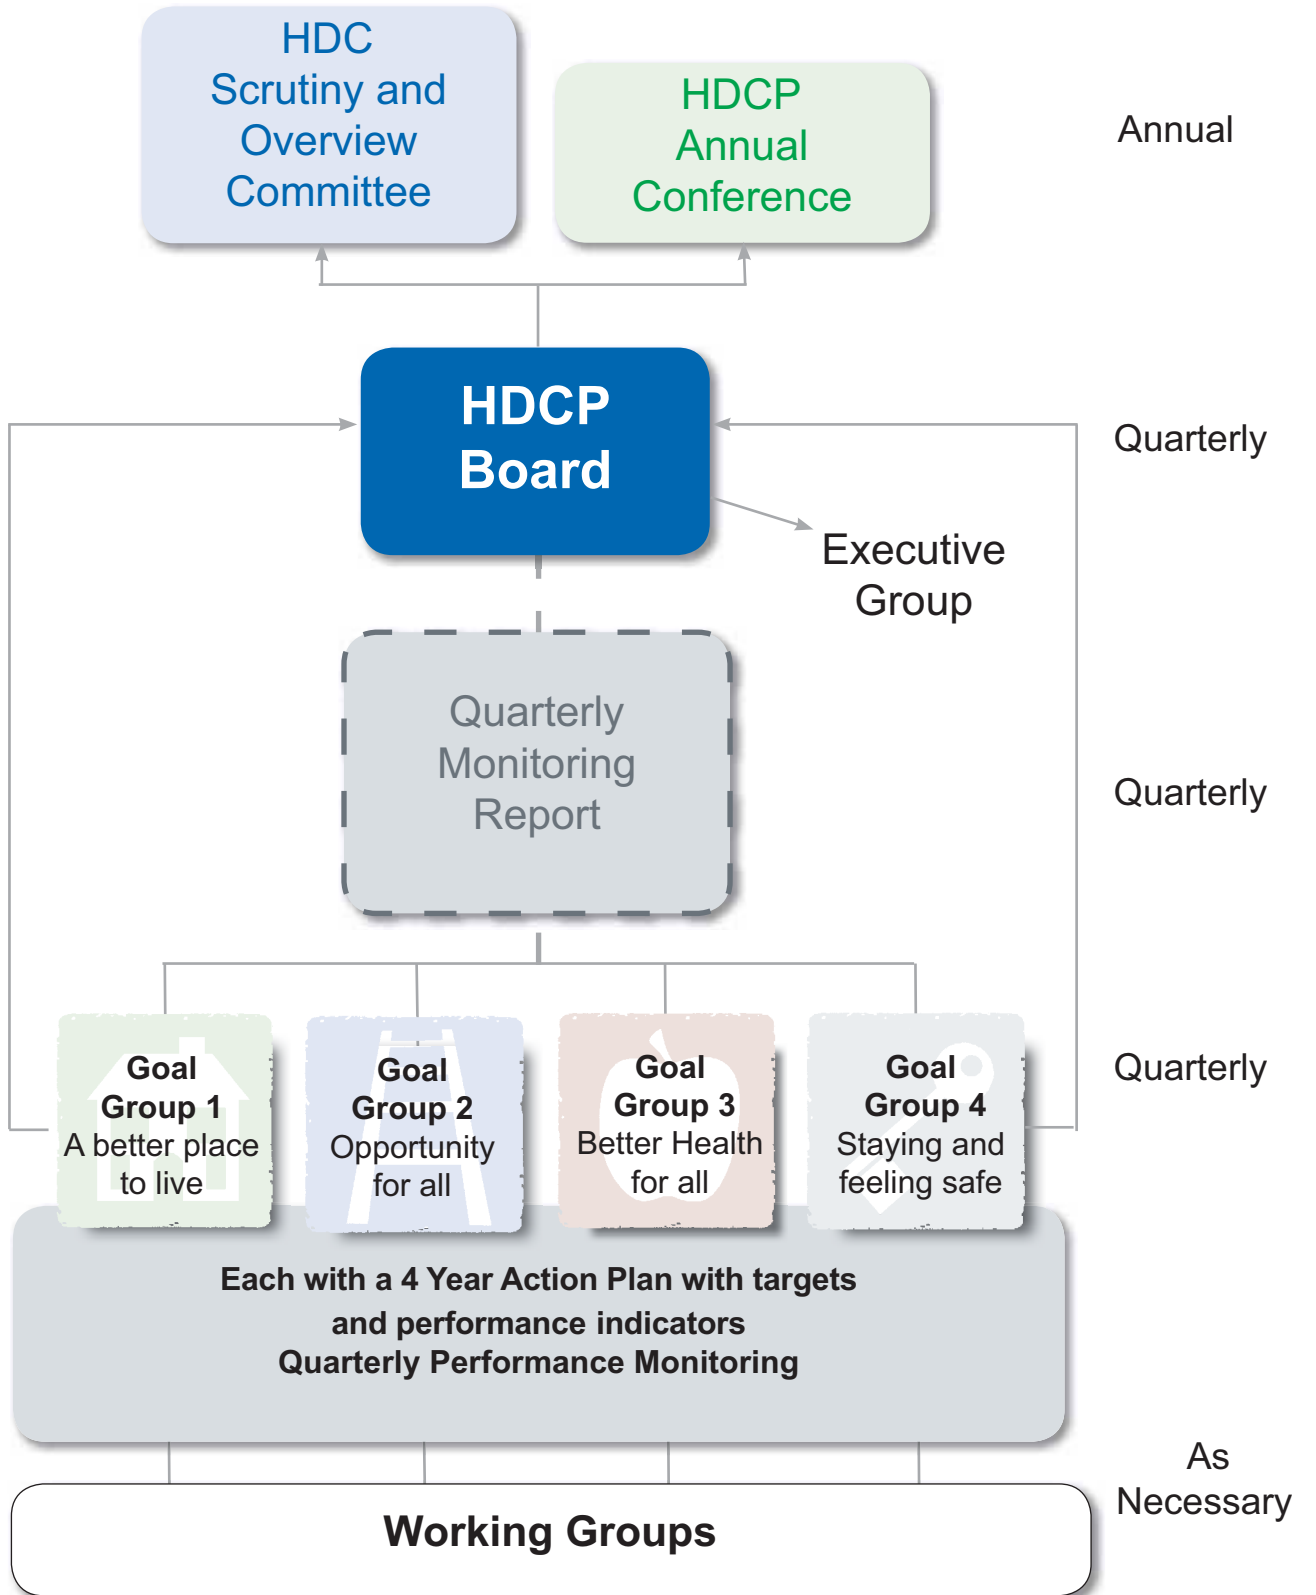 HDC
Scrutiny and
Overview
Committee
HDCP
Annual
Conference
Annual
HDCP
Board
Quarterly
Executive
Group
Quarterly
Monitoring
Report
Quarterly
Goal
Group 1
A better place
to live
Goal
Group 2
Opportunity
for all
Goal
Group 3
Better Health
for all
Goal
Group 4
Staying and
feeling safe
Quarterly
Each with a 4 Year Action Plan with targets
and performance indicators
Quarterly Performance Monitoring
As
Necessary
Working Groups